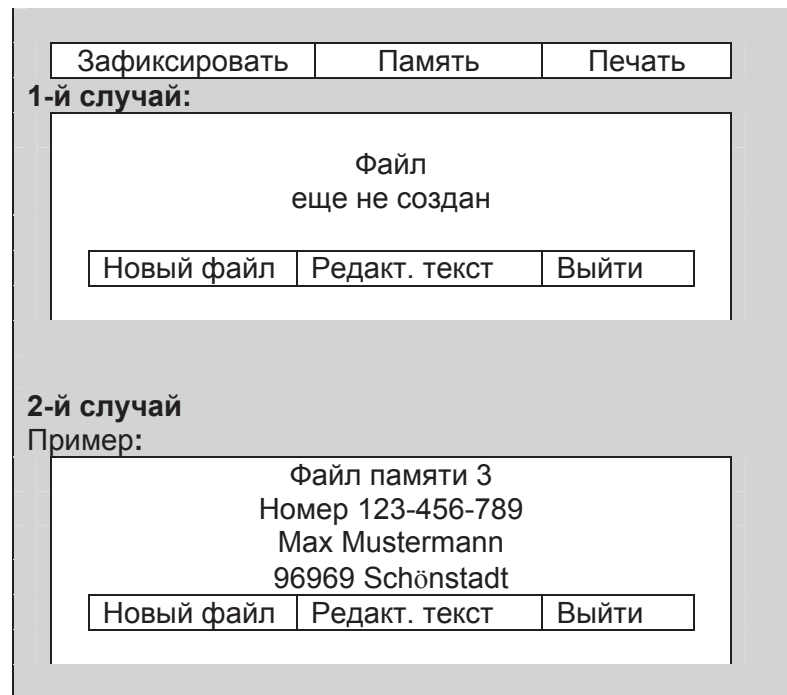 Зафиксировать Память Печать
1-й случай:
Файл
еще не создан
Новый файл Редакт. текст Выйти
2-й случай
Пример:
Файл памяти 3
Номер 123-456-789
Max Mustermann
96969 Schönstadt
Новый файл Редакт. текст Выйти